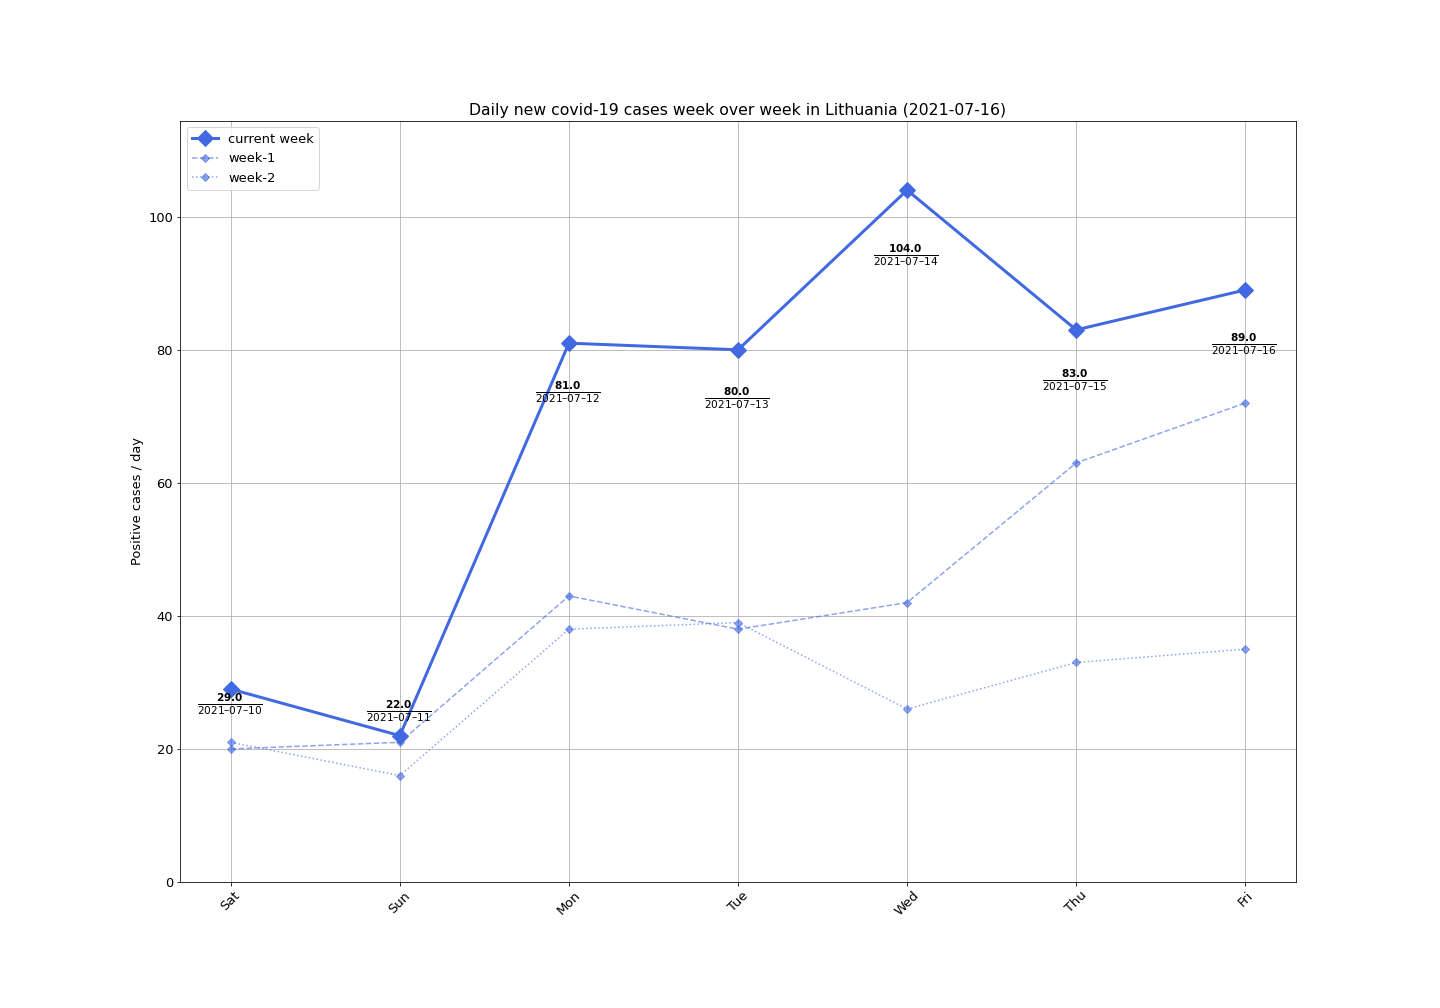 Daily new covid-19 cases week over week in Lithuania (2021-07-16)
current week
week-1
week-2
Positive cases / day
100
80
60
40
20
0
29.0
2021-07-10
22.0
2021-07-11
81.0
2021-07-12
80.0
2021-07-13
104.0
2021-07-14
83.0
2021-07-15
89.0
2021-07-16
Sat
Sun
Mon
Tue
Wed
Thu
Fri